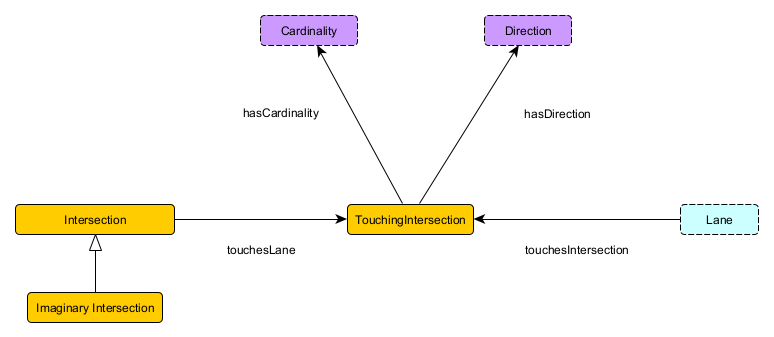 Cardinality
Direction
hasCardinality
hasDirection
Intersection
TouchingIntersection
Lane
touchesLane
touchesIntersection
Imaginary Intersection